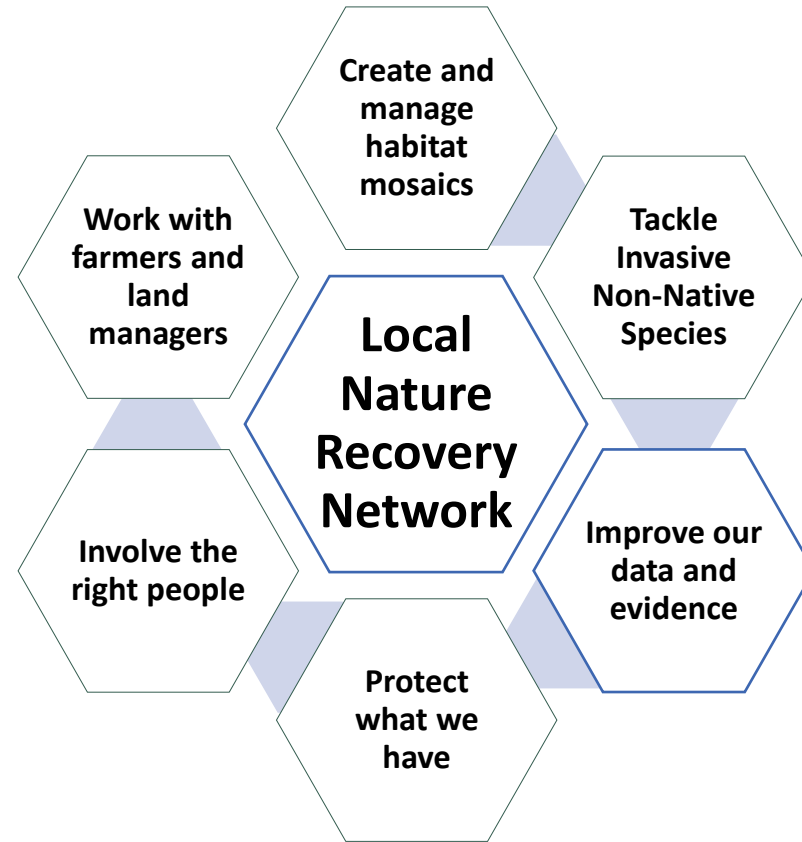 Create and
manage
habitat
mosaics
Work with
farmers and
land
managers
Tackle
Invasive
Non-Native
Species
Local
Nature
Recovery
Network
Involve the
right people
Improve our
data and
evidence
Protect
what we
have